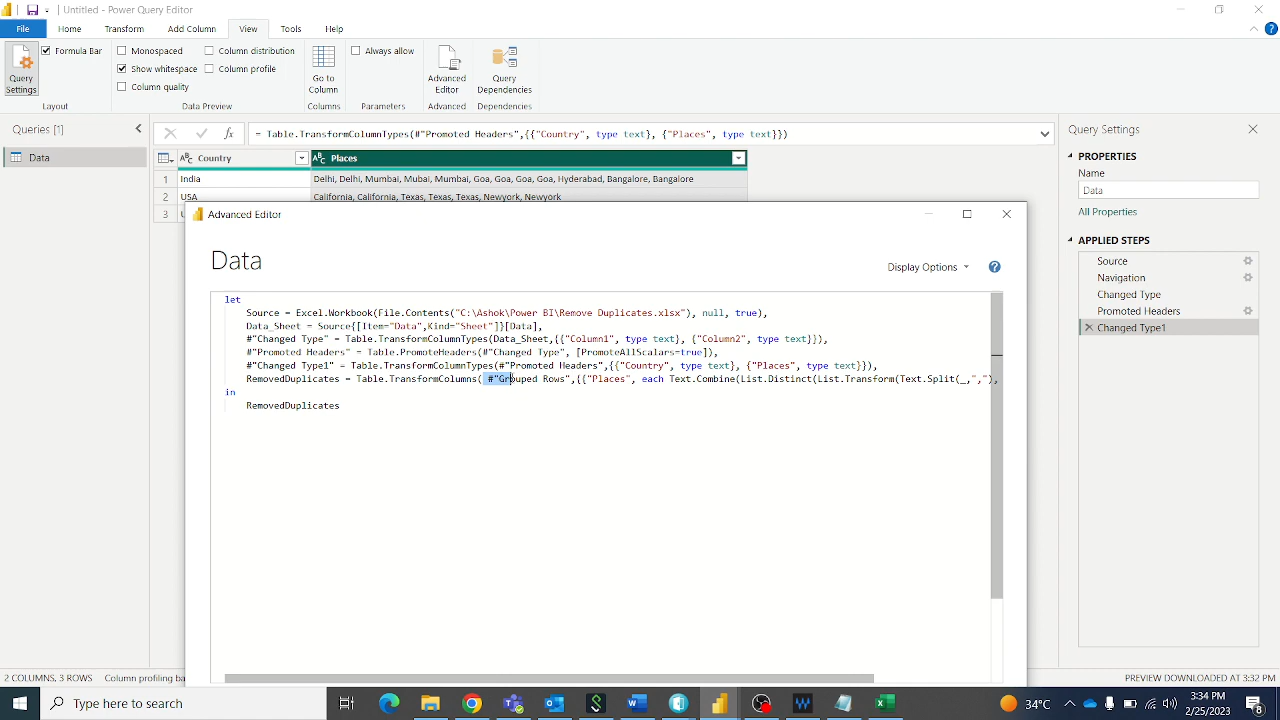 Untitled - Power Query Editor
File Home Transform Add Column View Tools Help
Query Settings
Formula Bar
Monospaced
Show whitespace
Column quality
Column distribution
Column profile
Go to Column
Always allow
Advanced Editor
Query Dependencies
Layout Data Preview Columns Parameters Advanced Dependencies
Queries [1]
Data
= Table.TransformColumnTypes(#"Promoted Headers",{{"Country", type text}, {"Places", type text}})
Country Places
1 India Delhi, Delhi, Mumbai, Mubai, Mumbai, Goa, Goa, Goa, Goa, Hyderabad, Bangalore, Bangalore
2 USA California, California, Texas, Texas, Texas, Newyork, Newyork
3
Query Settings
PROPERTIES
Name
Data
All Properties
APPLIED STEPS
Source
Navigation
Changed Type
Promoted Headers
Changed Type1
Advanced Editor
Data
Display Options
let
Source = Excel.Workbook(File.Contents("C:\Ashok\Power BI\Remove Duplicates.xlsx"), null, true),
Data_Sheet = Source{[Item="Data",Kind="Sheet"]}[Data],
#"Changed Type" = Table.TransformColumnTypes(Data_Sheet,{{"Column1", type text}, {"Column2", type text}}),
#"Promoted Headers" = Table.PromoteHeaders(#"Changed Type", [PromoteAllScalars=true]),
#"Changed Type1" = Table.TransformColumnTypes(#"Promoted Headers",{{"Country", type text}, {"Places", type text}}),
RemovedDuplicates = Table.TransformColumns( #"Grouped Rows",{{"Places", each Text.Combine(List.Distinct(List.Transform(Text.Split(_,","),
in
RemovedDuplicates
2 COLUMNS, 3 ROWS Column profiling ba
PREVIEW DOWNLOADED AT 3:32 PM
Type here to search
34°C
3:34 PM
2/25/2023